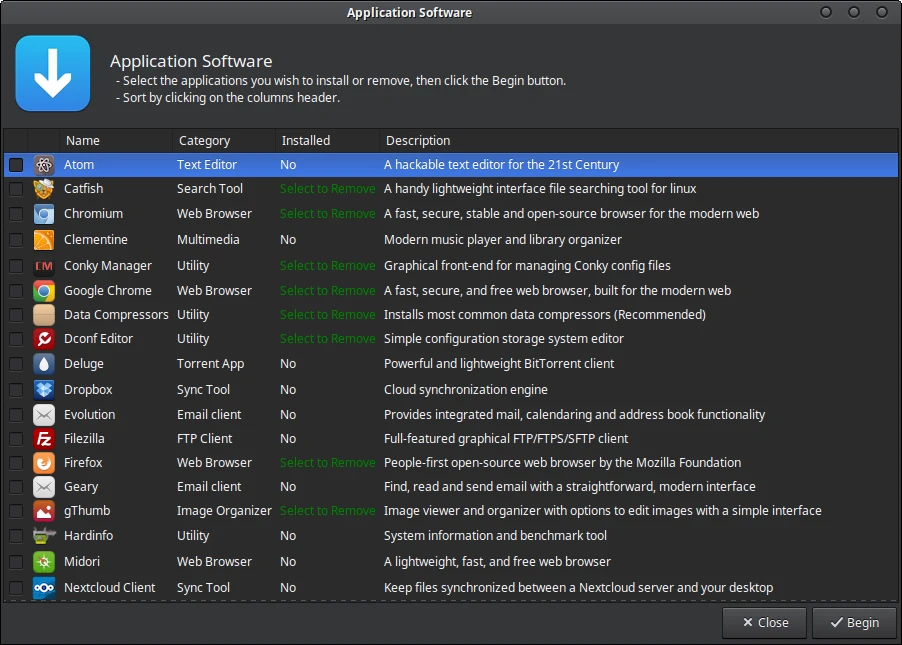 Application Software
Application Software
- Select the applications you wish to install or remove, then click the Begin button.
- Sort by clicking on the columns header.
Name Category Installed Description
Atom Text Editor No A hackable text editor for the 21st Century
Catfish Search Tool Select to Remove A handy lightweight interface file searching tool for linux
Chromium Web Browser Select to Remove A fast, secure, stable and open-source browser for the modern web
Clementine Multimedia No Modern music player and library organizer
CM Conky Manager Utility Select to Remove Graphical front-end for managing Conky config files
Google Chrome Web Browser Select to Remove A fast, secure, and free web browser, built for the modern web
Data Compressors Utility Select to Remove Installs most common data compressors (Recommended)
Dconf Editor Utility Select to Remove Simple configuration storage system editor
Deluge Torrent App No Powerful and lightweight BitTorrent client
Dropbox Sync Tool No Cloud synchronization engine
Evolution Email client No Provides integrated mail, calendaring and address book functionality
Fz Filezilla FTP Client No Full-featured graphical FTP/FTPS/SFTP client
Firefox Web Browser Select to Remove People-first open-source web browser by the Mozilla Foundation
Geary Email client No Find, read and send email with a straightforward, modern interface
gThumb Image Organizer Select to Remove Image viewer and organizer with options to edit images with a simple interface
Hardinfo Utility No System information and benchmark tool
Midori Web Browser No A lightweight, fast, and free web browser
Nextcloud Client Sync Tool No Keep files synchronized between a Nextcloud server and your desktop
Close Begin